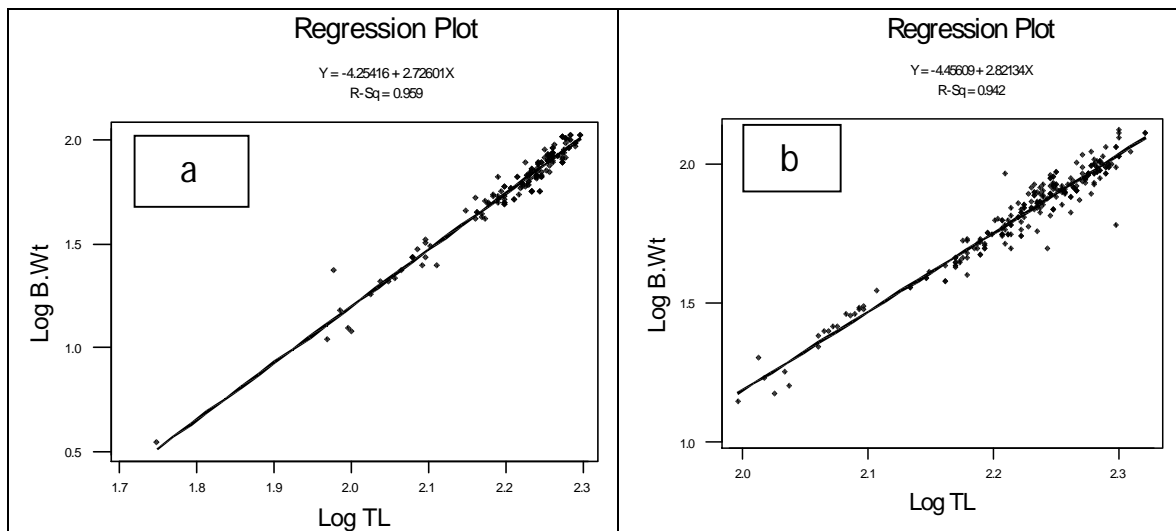 Regression Plot
Y = -4.25416 + 2.72601X
R-Sq = 0.959
a
2.0
1.5
1.0
0.5
Log B.Wt
1.7 1.8 1.9 2.0 2.1 2.2 2.3
Log TL
Regression Plot
Y = -4.45609 + 2.82134X
R-Sq = 0.942
b
2.0
1.5
1.0
Log B.Wt
2.0 2.1 2.2 2.3
Log TL